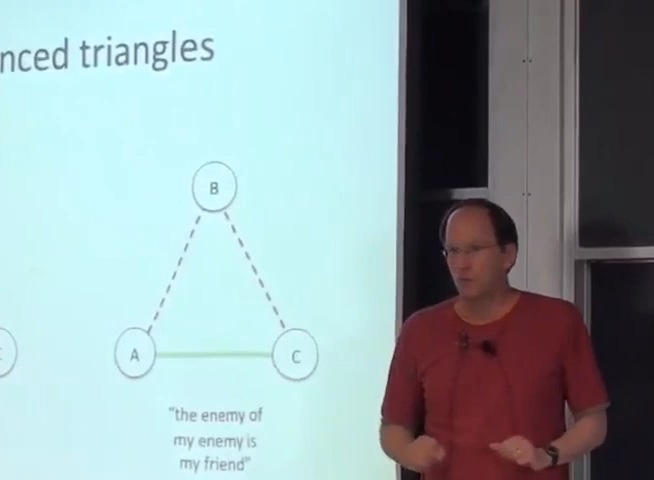 nced triangles
B
A
C
"the enemy of
my enemy is
my friend"